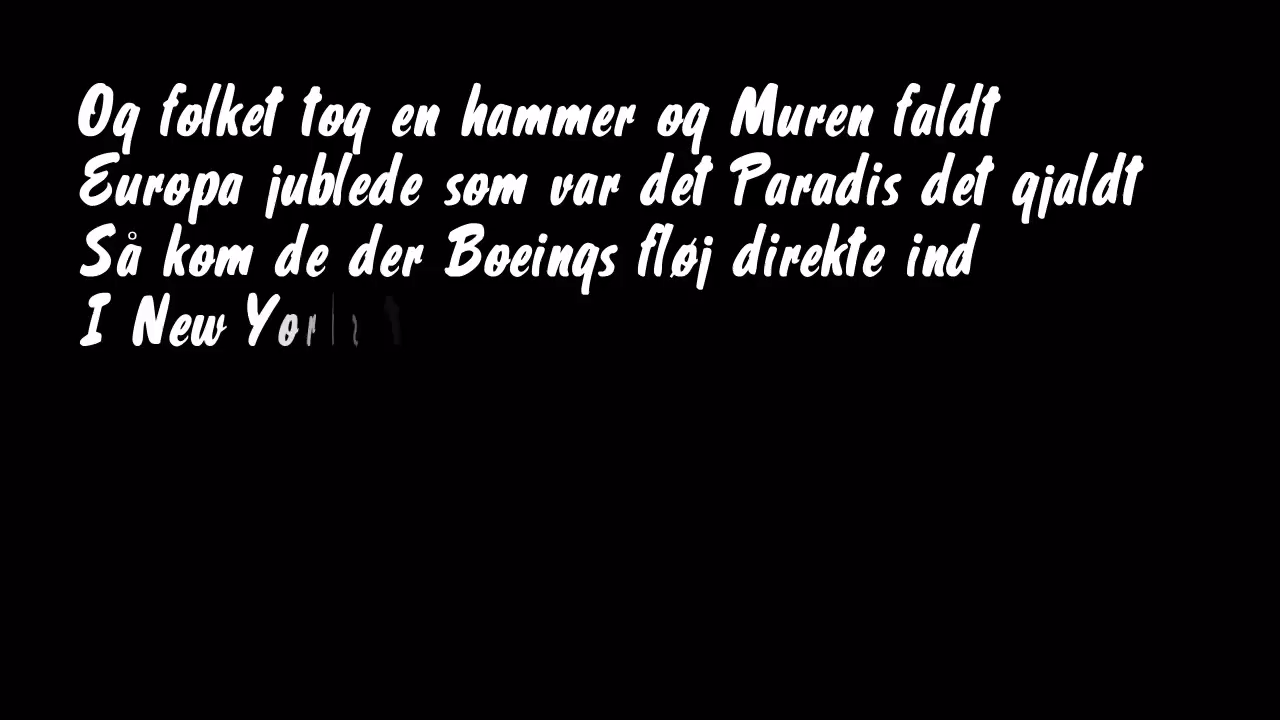 Og folket tog en hammer og Muren faldt
Europa jublede som var det Paradis det gjaldt
Så kom de der Boeings fløj direkte ind
I New